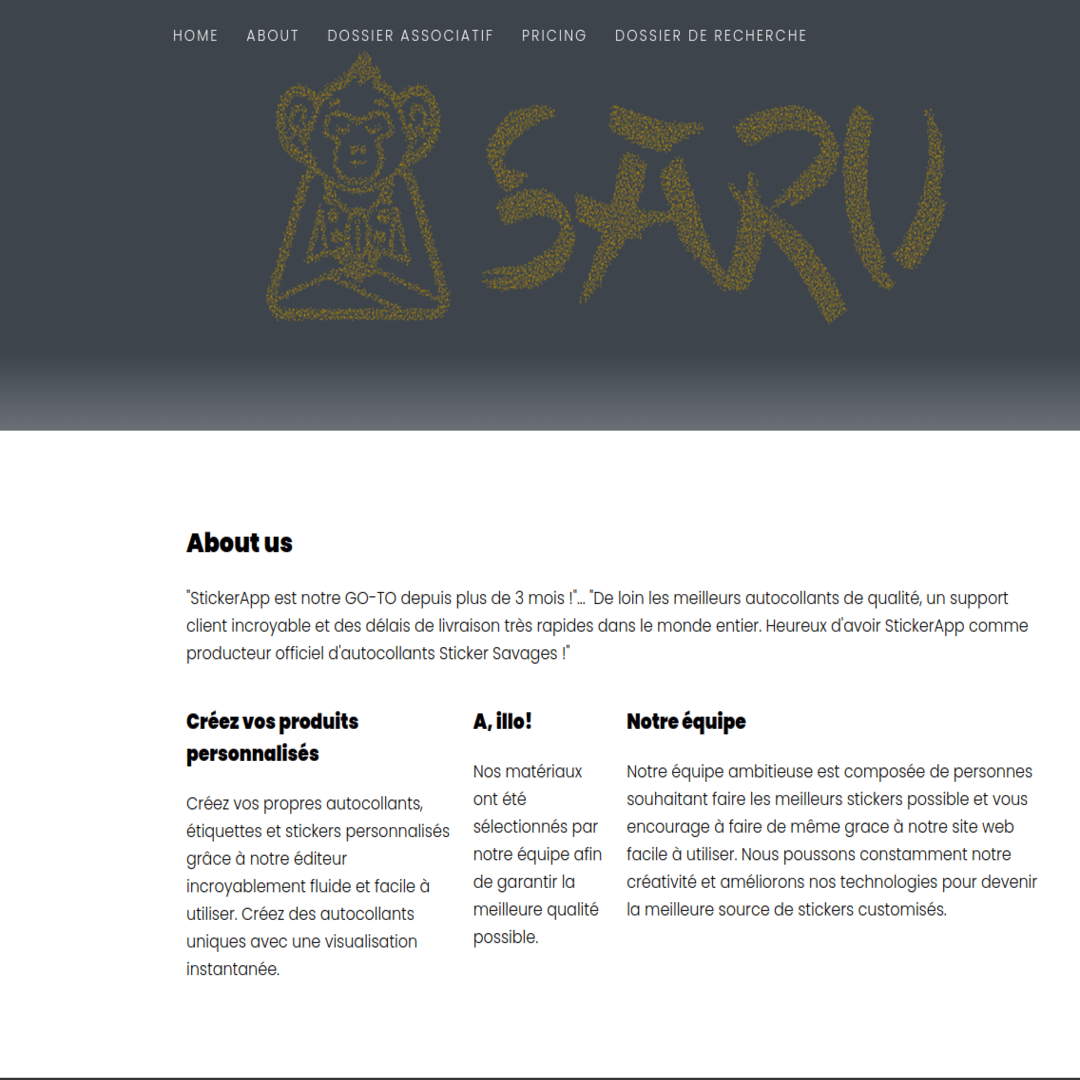 HOME ABOUT DOSSIER ASSOCIATIF PRICING DOSSIER DE RECHERCHE
SARU
About us
"StickerApp est notre GO-TO depuis plus de 3 mois !"... "De loin les meilleurs autocollants de qualité, un support
client incroyable et des délais de livraison très rapides dans le monde entier. Heureux d'avoir StickerApp comme
producteur officiel d'autocollants Sticker Savages !"
Créez vos produits
personnalisés
Créez vos propres autocollants,
étiquettes et stickers personnalisés
grâce à notre éditeur
incroyablement fluide et facile à
utiliser. Créez des autocollants
uniques avec une visualisation
instantanée.
A, illo!
Nos matériaux
ont été
sélectionnés par
notre équipe afin
de garantir la
meilleure qualité
possible.
Notre équipe
Notre équipe ambitieuse est composée de personnes
souhaitant faire les meilleurs stickers possible et vous
encourage à faire de même grace à notre site web
facile à utiliser. Nous poussons constamment notre
créativité et améliorons nos technologies pour devenir
la meilleure source de stickers customisés.